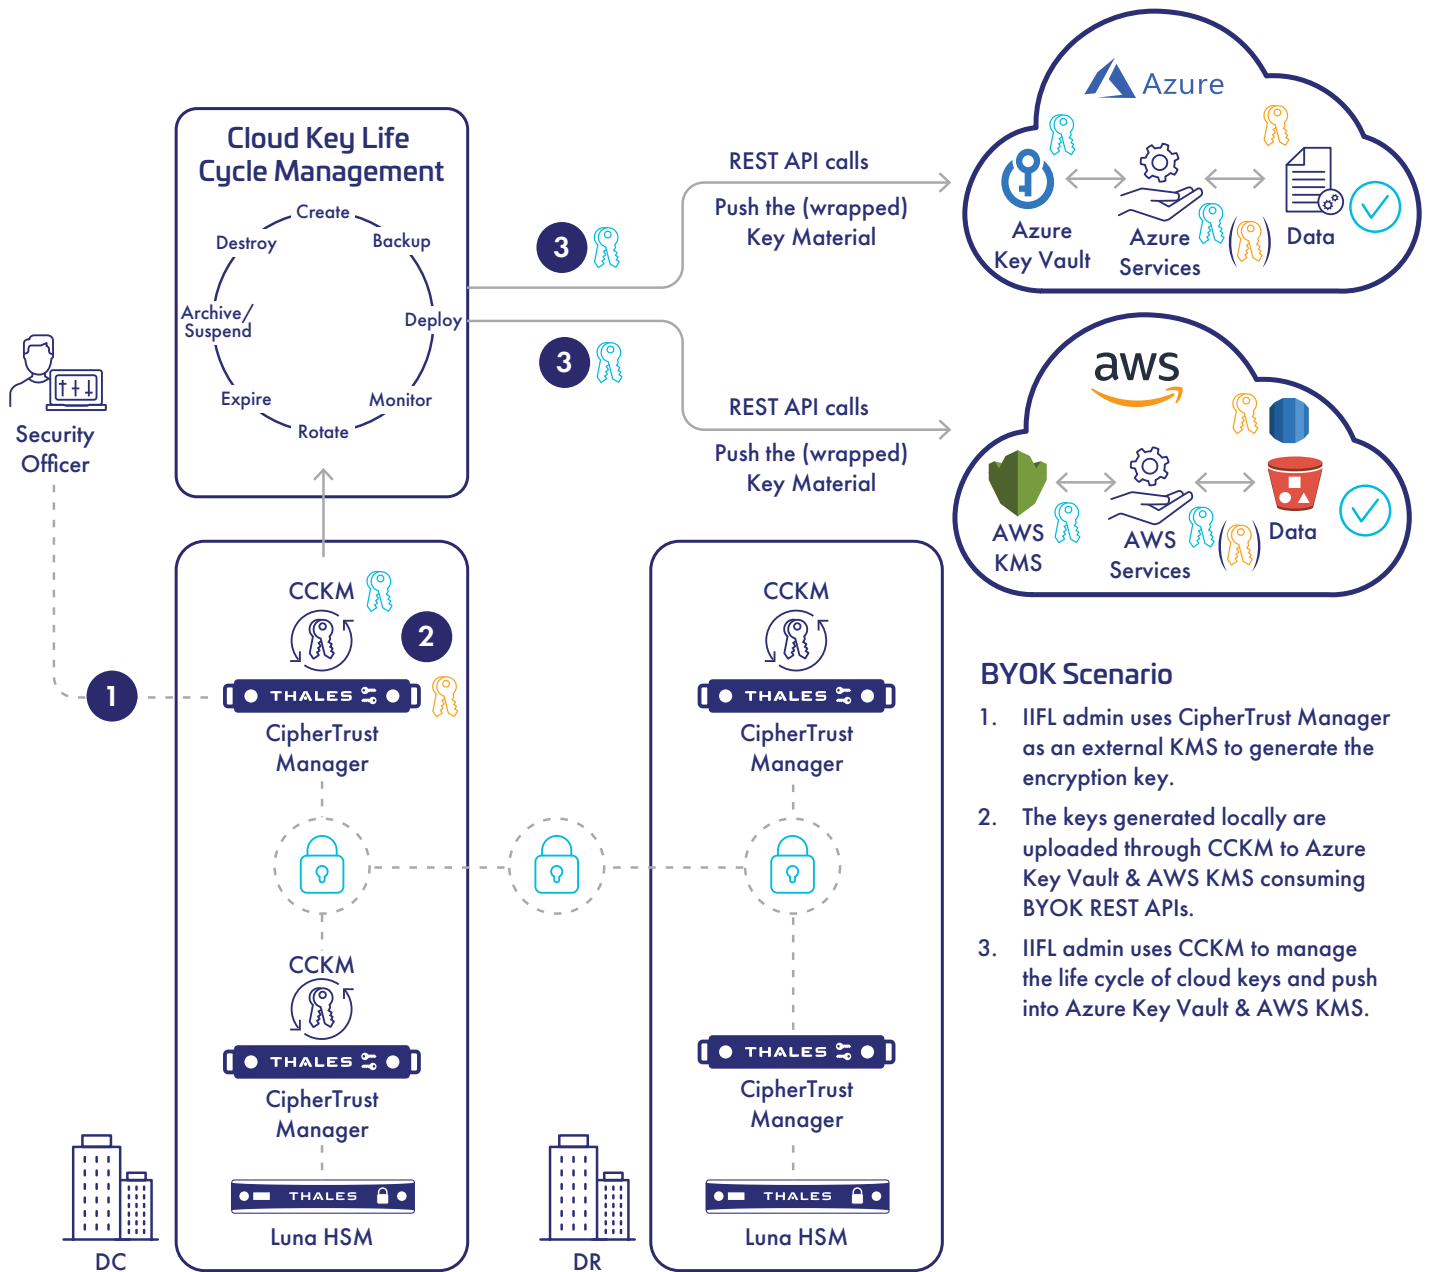 Azure
Cloud Key Life
Cycle Management
Create
Backup
Deploy
Monitor
Rotate
Expire
Archive/
Suspend
Destroy
REST API calls
Push the (wrapped)
Key Material
3
Azure
Key Vault
Azure
Services
Data
3
REST API calls
Push the (wrapped)
Key Material
aws
AWS
KMS
AWS
Services
Data
Security
Officer
1
CCKM
2
THALES
CipherTrust
Manager
CCKM
THALES
CipherTrust
Manager
THALES
Luna HSM
DC
CCKM
THALES
CipherTrust
Manager
THALES
CipherTrust
Manager
THALES
Luna HSM
DR
BYOK Scenario
1. IIFL admin uses CipherTrust Manager
as an external KMS to generate the
encryption key.
2. The keys generated locally are
uploaded through CCKM to Azure
Key Vault & AWS KMS consuming
BYOK REST APIs.
3. IIFL admin uses CCKM to manage
the life cycle of cloud keys and push
into Azure Key Vault & AWS KMS.